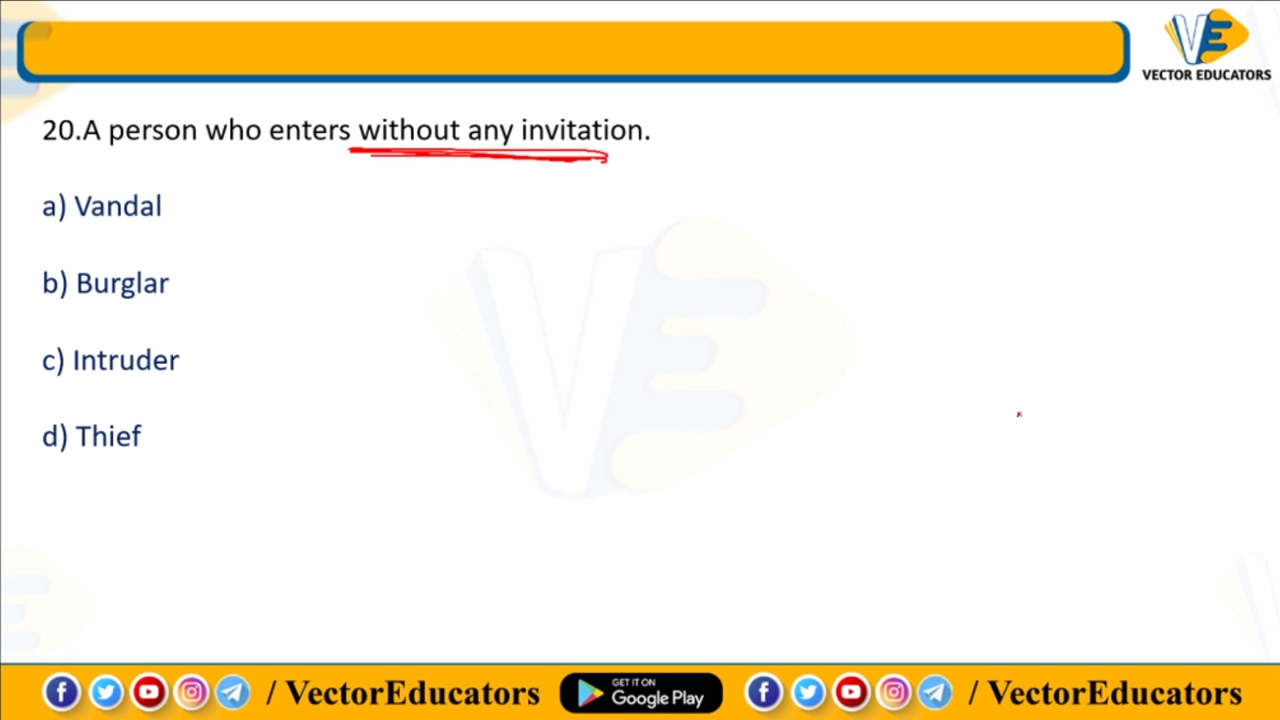 VECTOR EDUCATORS
20.A person who enters without any invitation.
a) Vandal
b) Burglar
c) Intruder
d) Thief
/ VectorEducators
GET IT ON
Google Play
/ VectorEducators